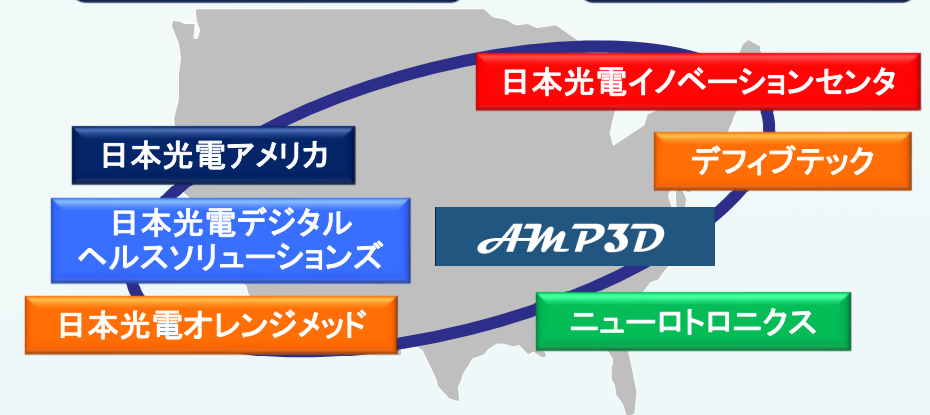 日本光電イノベーションセンタ
日本光電アメリカ
デフィブテック
日本光電デジタル
ヘルスソリューションズ
AMP3D
日本光電オレンジメッド
ニューロトロニクス